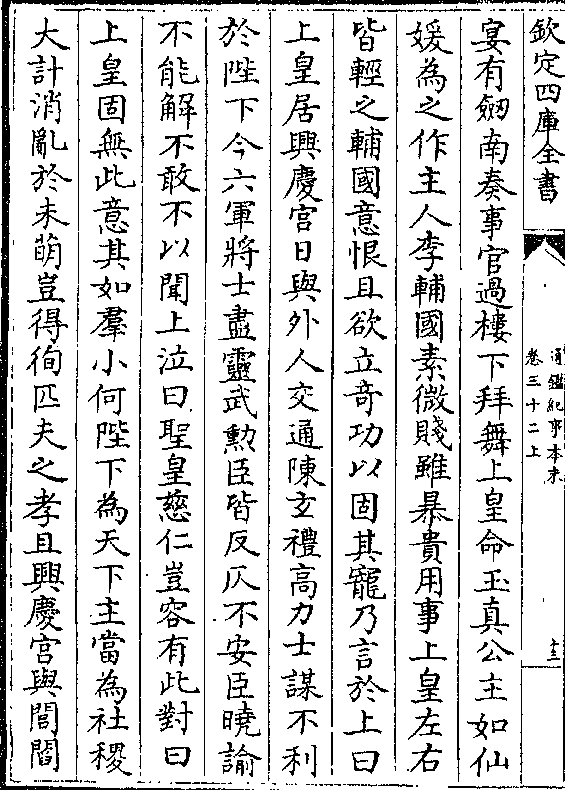 欽定四庫全書
通鑑紀事本末
卷三十二上
十三
宴有劔南奏事官過樓下拜舞上皇命玉真公主如仙
媛為之作主人李輔國素微賤雖暴貴用事上皇左右
皆輕之輔國意恨且欲立竒功以固其寵乃言於上曰
上皇居興慶宮日與外人交通陳玄禮高力士謀不利
於陛下今六軍將士盡靈武勲臣皆反仄不安臣曉諭
不能解不敢不以聞上泣曰聖皇慈仁豈容有此對曰
上皇固無此意其如羣小何陛下為天下主當為社稷
大計消亂於未萌豈得徇匹夫之孝且興慶宮與閭閻